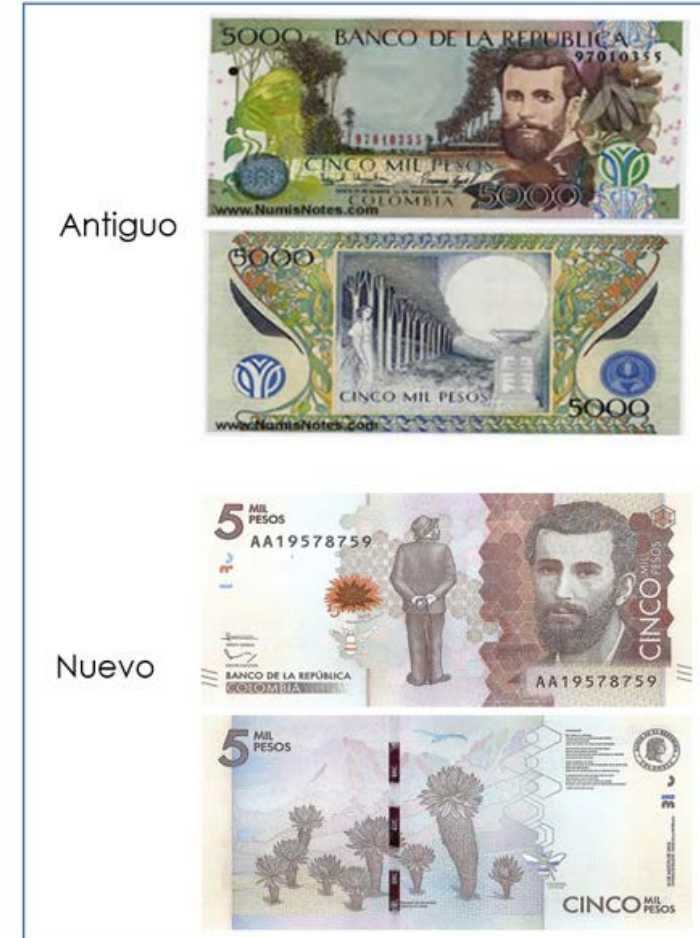 5000 BANCO DE LA REPUBLICA
97010355
Antiguo
97010355
CINCO MIL PESOS
COLOMBIA 5000
www.NumisNotes.com
5000
CINCO MIL PESOS
5000
www.NumisNotes.com
Nuevo
5 MIL PESOS
AA19578759
CINCO MIL PESOS
BANCO DE LA REPÚBLICA
COLOMBIA
AA19578759
5 MIL PESOS
CINCO MIL PESOS